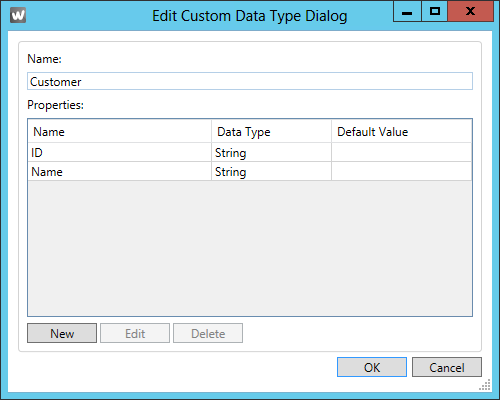 W Edit Custom Data Type Dialog
Name:
Customer
Properties:
Name Data Type Default Value
ID String
Name String
New Edit Delete
OK Cancel